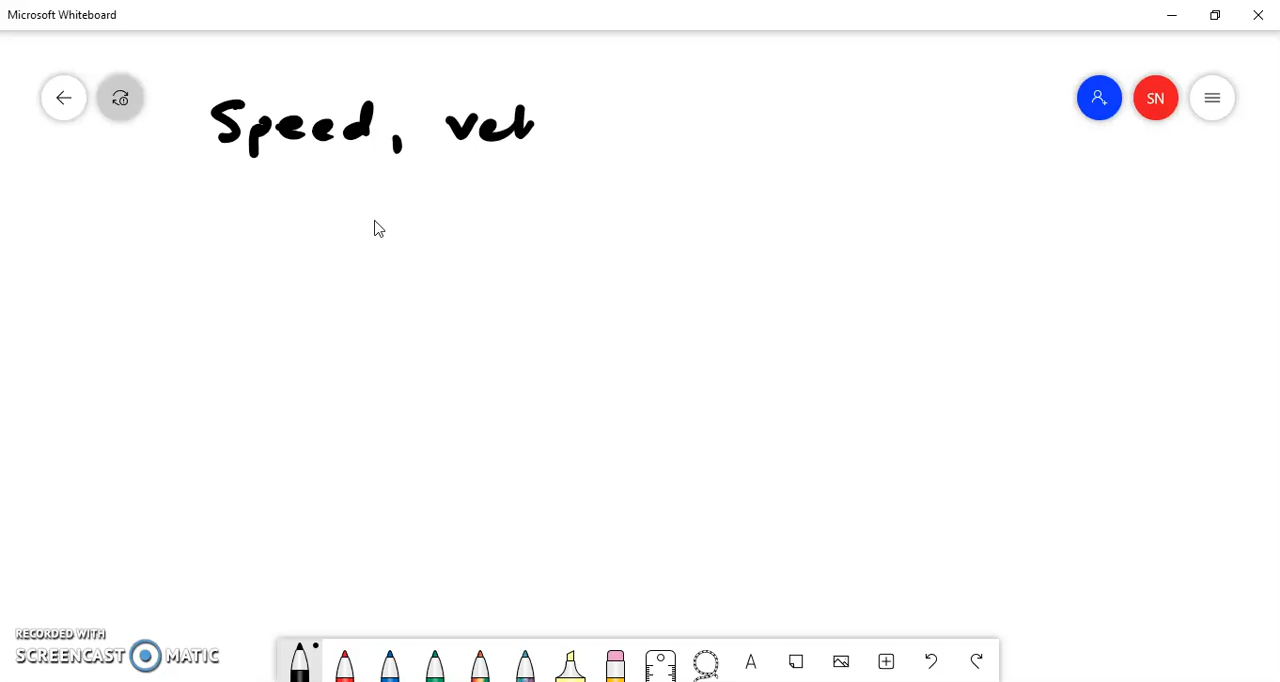 Microsoft Whiteboard
Speed, vel
SN
RECORDED WITH
SCREENCAST MATIC